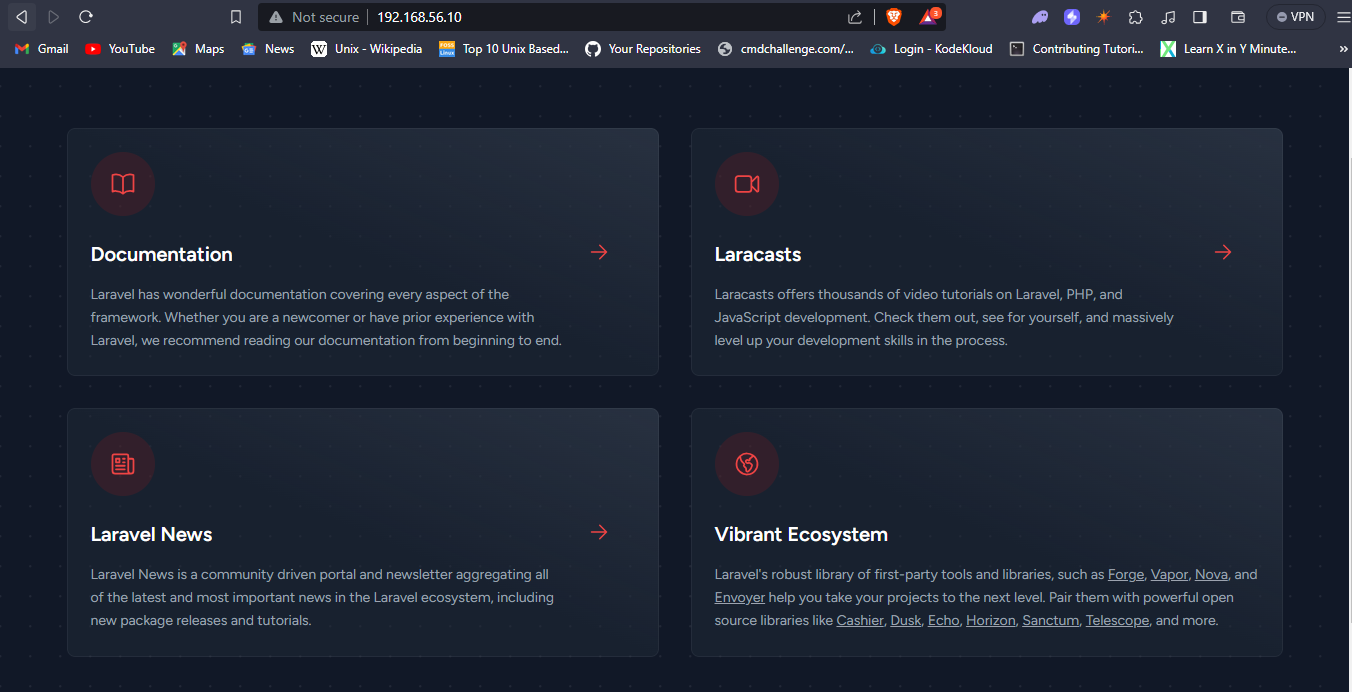 Not secure 192.168.56.10 3 VPN
Gmail YouTube Maps GE News W Unix - Wikipedia FOSS Linux Top 10 Unix Based... Your Repositories cmdchallenge.com/... Login - KodeKloud Contributing Tutori... X Learn X in Y Minute... »
Documentation
Laravel has wonderful documentation covering every aspect of the
framework. Whether you are a newcomer or have prior experience with
Laravel, we recommend reading our documentation from beginning to end.
Laracasts
Laracasts offers thousands of video tutorials on Laravel, PHP, and
JavaScript development. Check them out, see for yourself, and massively
level up your development skills in the process.
Laravel News
Laravel News is a community driven portal and newsletter aggregating all
of the latest and most important news in the Laravel ecosystem, including
new package releases and tutorials.
Vibrant Ecosystem
Laravel's robust library of first-party tools and libraries, such as Forge, Vapor, Nova, and
Envoyer help you take your projects to the next level. Pair them with powerful open
source libraries like Cashier, Dusk, Echo, Horizon, Sanctum, Telescope, and more.